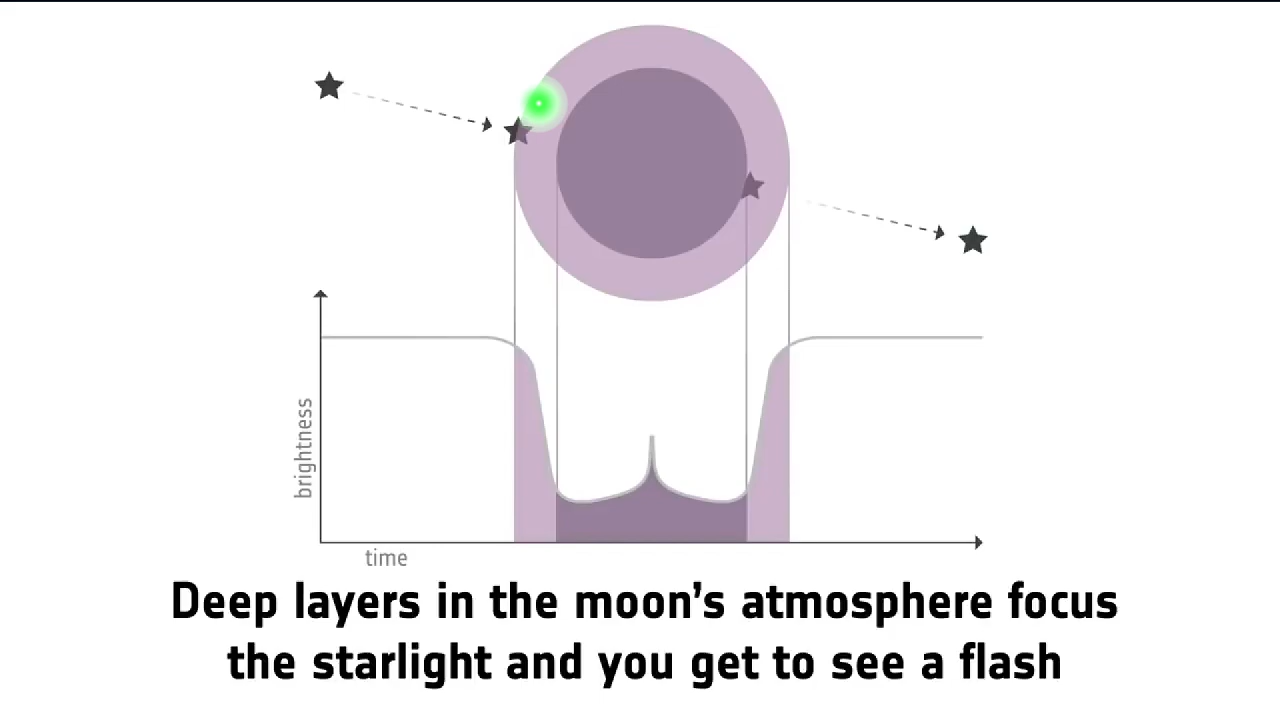 brightness
time
Deep layers in the moon's atmosphere focus
the starlight and you get to see a flash